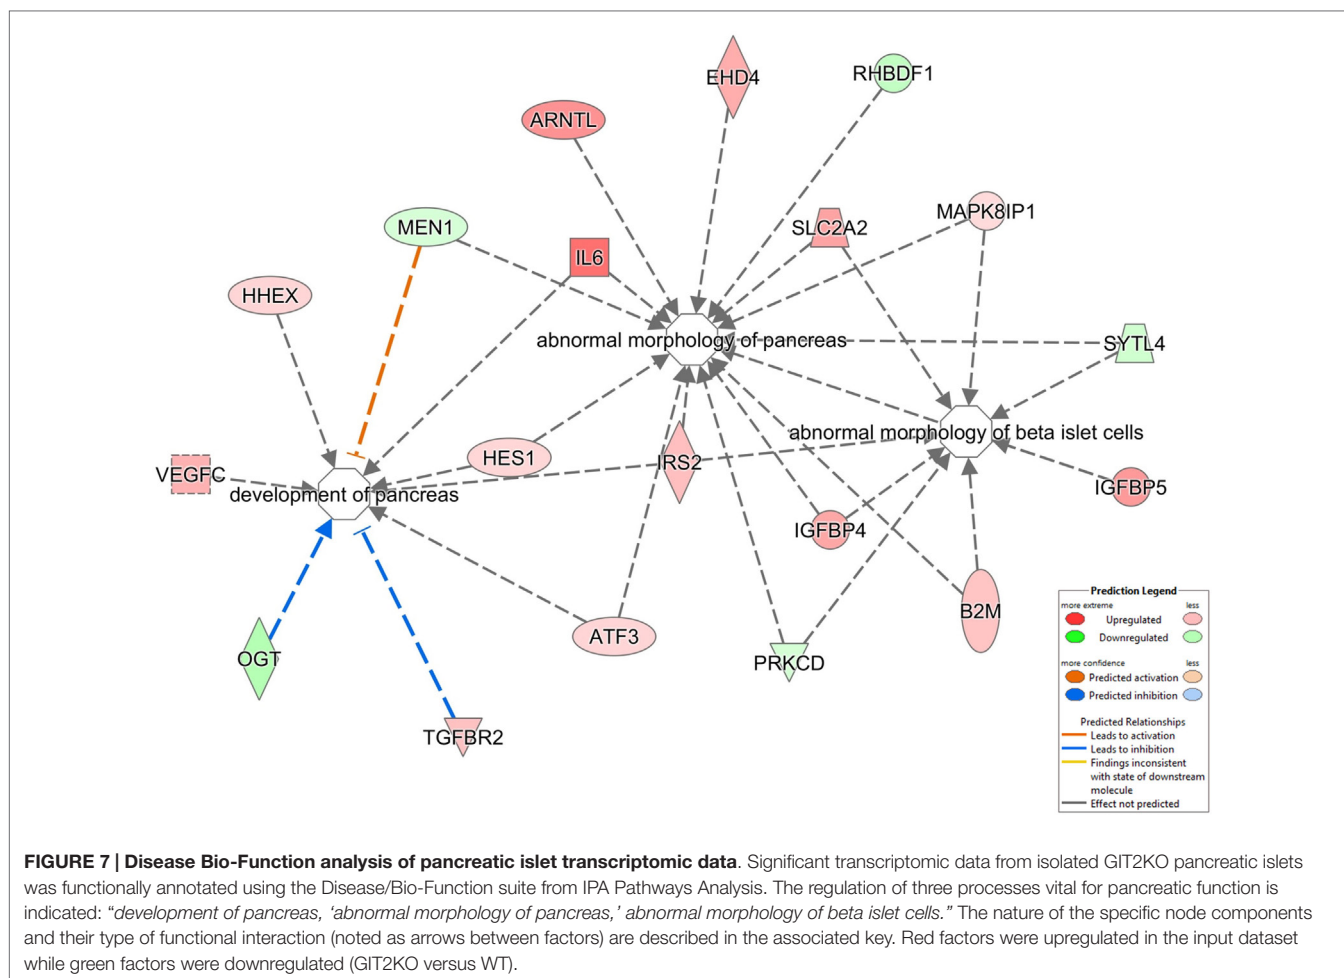 EHD4
RHBDF1
ARNTL
MEN1
SLC2A2
MAPK8IP1
IL6
HHEX
abnormal morphology of pancreas
SYTL4
abnormal morphology of beta islet cells
HES1
IRS2
VEGFC
development of pancreas
IGFBP5
IGFBP4
B2M
ATF3
OGT
PRKCD
TGFBR2
Prediction Legend
more extreme
less
Upregulated
Downregulated
more confidence
less
Predicted activation
Predicted inhibition
Predicted Relationships
Leads to activation
Leads to inhibition
Findings inconsistent
with state of downstream
molecule
Effect not predicted
FIGURE 7 | Disease Bio-Function analysis of pancreatic islet transcriptomic data. Significant transcriptomic data from isolated GIT2KO pancreatic islets
was functionally annotated using the Disease/Bio-Function suite from IPA Pathways Analysis. The regulation of three processes vital for pancreatic function is
indicated: “development of pancreas, ‘abnormal morphology of pancreas,’ abnormal morphology of beta islet cells.” The nature of the specific node components
and their type of functional interaction (noted as arrows between factors) are described in the associated key. Red factors were upregulated in the input dataset
while green factors were downregulated (GIT2KO versus WT).